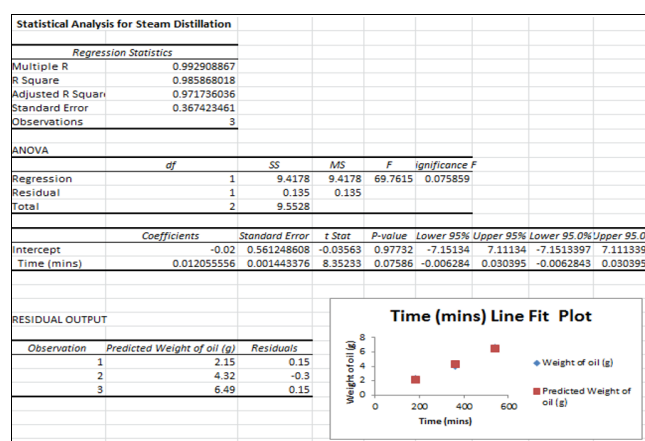 Statistical Analysis for Steam Distillation
Regression Statistics
Multiple R 0.992908867
R Square 0.985868018
Adjusted R Squar 0.971736036
Standard Error 0.367423461
Observations 3
ANOVA
df SS MS F ignificance F
Regression 1 9.4178 9.4178 69.7615 0.075859
Residual 1 0.135 0.135
Total 2 9.5528
Coefficients Standard Error t Stat P-value Lower 95% Upper 95% Lower 95.0% Upper 95.0
Intercept -0.02 0.561248608 -0.03563 0.97732 -7.15134 7.11134 -7.1513397 7.111339
Time (mins) 0.012055556 0.001443376 8.35233 0.07586 -0.006284 0.030395 -0.0062843 0.030395
RESIDUAL OUTPUT
Observation Predicted Weight of oil (g) Residuals
1 2.15 0.15
2 4.32 -0.3
3 6.49 0.15
Time (mins) Line Fit Plot
Weight of oil (g)
8
6
4
2
0
0 200 400 600
Time (mins)
Weight of oil (g)
Predicted Weight of
oil (g)